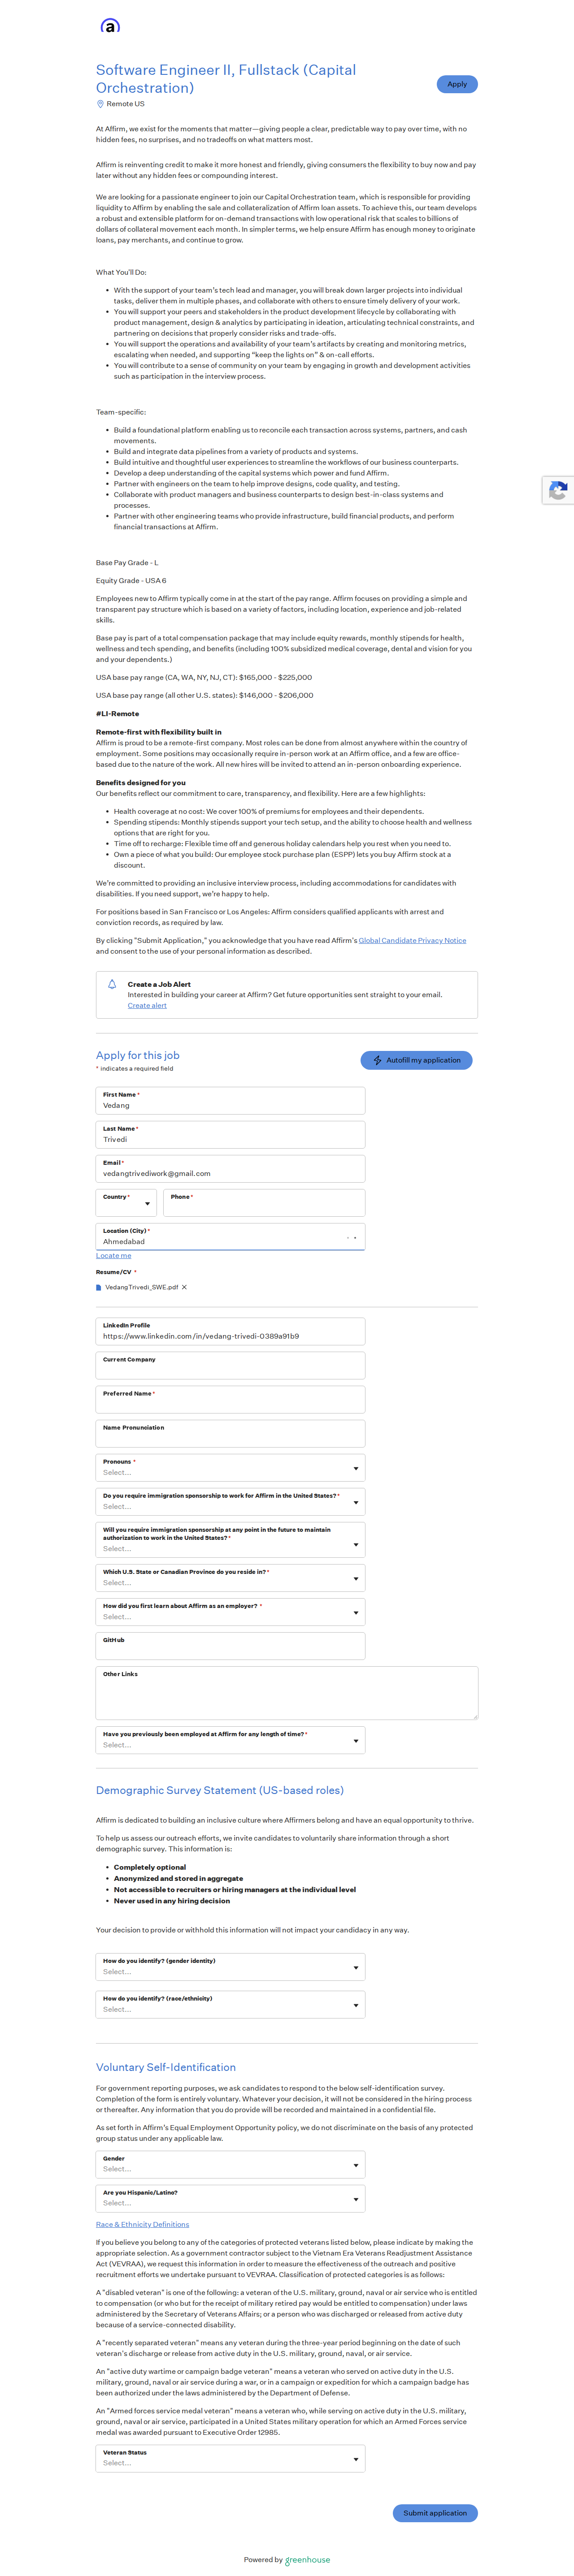 a
Software Engineer II, Fullstack (Capital
Orchestration)
Apply
Remote US
At Affirm, we exist for the moments that matter—giving people a clear, predictable way to pay over time, with no
hidden fees, no surprises, and no tradeoffs on what matters most.
Affirm is reinventing credit to make it more honest and friendly, giving consumers the flexibility to buy now and pay
later without any hidden fees or compounding interest.
We are looking for a passionate engineer to join our Capital Orchestration team, which is responsible for providing
liquidity to Affirm by enabling the sale and collateralization of Affirm loan assets. To achieve this, our team develops
a robust and extensible platform for on-demand transactions with low operational risk that scales to billions of
dollars of collateral movement each month. In simpler terms, we help ensure Affirm has enough money to originate
loans, pay merchants, and continue to grow.
What You'll Do:
• With the support of your team's tech lead and manager, you will break down larger projects into individual
tasks, deliver them in multiple phases, and collaborate with others to ensure timely delivery of your work.
• You will support your peers and stakeholders in the product development lifecycle by collaborating with
product management, design & analytics by participating in ideation, articulating technical constraints, and
partnering on decisions that properly consider risks and trade-offs.
• You will support the operations and availability of your team's artifacts by creating and monitoring metrics,
escalating when needed, and supporting “keep the lights on” & on-call efforts.
• You will contribute to a sense of community on your team by engaging in growth and development activities
such as participation in the interview process.
Team-specific:
• Build a foundational platform enabling us to reconcile each transaction across systems, partners, and cash
movements.
• Build and integrate data pipelines from a variety of products and systems.
• Build intuitive and thoughtful user experiences to streamline the workflows of our business counterparts.
• Develop a deep understanding of the capital systems which power and fund Affirm.
• Partner with engineers on the team to help improve designs, code quality, and testing.
• Collaborate with product managers and business counterparts to design best-in-class systems and
processes.
• Partner with other engineering teams who provide infrastructure, build financial products, and perform
financial transactions at Affirm.
Base Pay Grade - L
Equity Grade - USA 6
Employees new to Affirm typically come in at the start of the pay range. Affirm focuses on providing a simple and
transparent pay structure which is based on a variety of factors, including location, experience and job-related
skills.
Base pay is part of a total compensation package that may include equity rewards, monthly stipends for health,
wellness and tech spending, and benefits (including 100% subsidized medical coverage, dental and vision for you
and your dependents.)
USA base pay range (CA, WA, NY, NJ, CT): $165,000 - $225,000
USA base pay range (all other U.S. states): $146,000 - $206,000
#LI-Remote
Remote-first with flexibility built in
Affirm is proud to be a remote-first company. Most roles can be done from almost anywhere within the country of
employment. Some positions may occasionally require in-person work at an Affirm office, and a few are office-
based due to the nature of the work. All new hires will be invited to attend an in-person onboarding experience.
Benefits designed for you
Our benefits reflect our commitment to care, transparency, and flexibility. Here are a few highlights:
• Health coverage at no cost: We cover 100% of premiums for employees and their dependents.
• Spending stipends: Monthly stipends support your tech setup, and the ability to choose health and wellness
options that are right for you.
• Time off to recharge: Flexible time off and generous holiday calendars help you rest when you need to.
• Own a piece of what you build: Our employee stock purchase plan (ESPP) lets you buy Affirm stock at a
discount.
We're committed to providing an inclusive interview process, including accommodations for candidates with
disabilities. If you need support, we're happy to help.
For positions based in San Francisco or Los Angeles: Affirm considers qualified applicants with arrest and
conviction records, as required by law.
By clicking "Submit Application," you acknowledge that you have read Affirm's Global Candidate Privacy Notice
and consent to the use of your personal information as described.
Create a Job Alert
Interested in building your career at Affirm? Get future opportunities sent straight to your email.
Create alert
Apply for this job
* indicates a required field
Autofill my application
First Name *
Vedang
Last Name *
Trivedi
Email *
vedangtrivediwork@gmail.com
Country *
Phone *
Location (City) *
Ahmedabad
Locate me
Resume/CV *
VedangTrivedi_SWE.pdf
LinkedIn Profile
https://www.linkedin.com/in/vedang-trivedi-0389a91b9
Current Company
Preferred Name *
Name Pronunciation
Pronouns *
Select...
Do you require immigration sponsorship to work for Affirm in the United States? *
Select...
Will you require immigration sponsorship at any point in the future to maintain
authorization to work in the United States? *
Select...
Which U.S. State or Canadian Province do you reside in? *
Select...
How did you first learn about Affirm as an employer? *
Select...
GitHub
Other Links
Have you previously been employed at Affirm for any length of time? *
Select...
Demographic Survey Statement (US-based roles)
Affirm is dedicated to building an inclusive culture where Affirmers belong and have an equal opportunity to thrive.
To help us assess our outreach efforts, we invite candidates to voluntarily share information through a short
demographic survey. This information is:
• Completely optional
• Anonymized and stored in aggregate
• Not accessible to recruiters or hiring managers at the individual level
• Never used in any hiring decision
Your decision to provide or withhold this information will not impact your candidacy in any way.
How do you identify? (gender identity)
Select...
How do you identify? (race/ethnicity)
Select...
Voluntary Self-Identification
For government reporting purposes, we ask candidates to respond to the below self-identification survey.
Completion of the form is entirely voluntary. Whatever your decision, it will not be considered in the hiring process
or thereafter. Any information that you do provide will be recorded and maintained in a confidential file.
As set forth in Affirm's Equal Employment Opportunity policy, we do not discriminate on the basis of any protected
group status under any applicable law.
Gender
Select...
Are you Hispanic/Latino?
Select...
Race & Ethnicity Definitions
If you believe you belong to any of the categories of protected veterans listed below, please indicate by making the
appropriate selection. As a government contractor subject to the Vietnam Era Veterans Readjustment Assistance
Act (VEVRAA), we request this information in order to measure the effectiveness of the outreach and positive
recruitment efforts we undertake pursuant to VEVRAA. Classification of protected categories is as follows:
A "disabled veteran" is one of the following: a veteran of the U.S. military, ground, naval or air service who is entitled
to compensation (or who but for the receipt of military retired pay would be entitled to compensation) under laws
administered by the Secretary of Veterans Affairs; or a person who was discharged or released from active duty
because of a service-connected disability.
A "recently separated veteran" means any veteran during the three-year period beginning on the date of such
veteran's discharge or release from active duty in the U.S. military, ground, naval, or air service.
An "active duty wartime or campaign badge veteran" means a veteran who served on active duty in the U.S.
military, ground, naval or air service during a war, or in a campaign or expedition for which a campaign badge has
been authorized under the laws administered by the Department of Defense.
An "Armed forces service medal veteran" means a veteran who, while serving on active duty in the U.S. military,
ground, naval or air service, participated in a United States military operation for which an Armed Forces service
medal was awarded pursuant to Executive Order 12985.
Veteran Status
Select...
Submit application
Powered by greenhouse